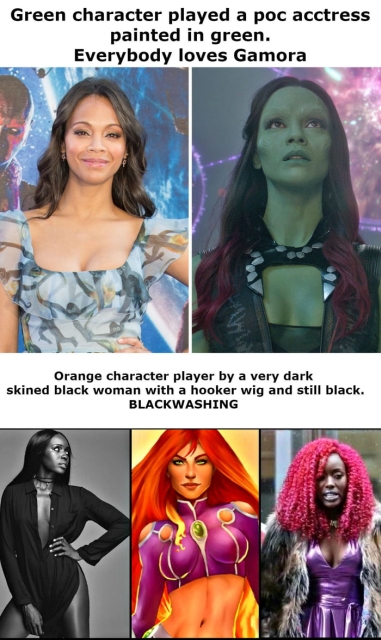 Green character played a poc acctress
painted in green.
Everybody loves Gamora
Orange character player by a very dark
skined black woman with a hooker wig and still black.
BLACKWASHING